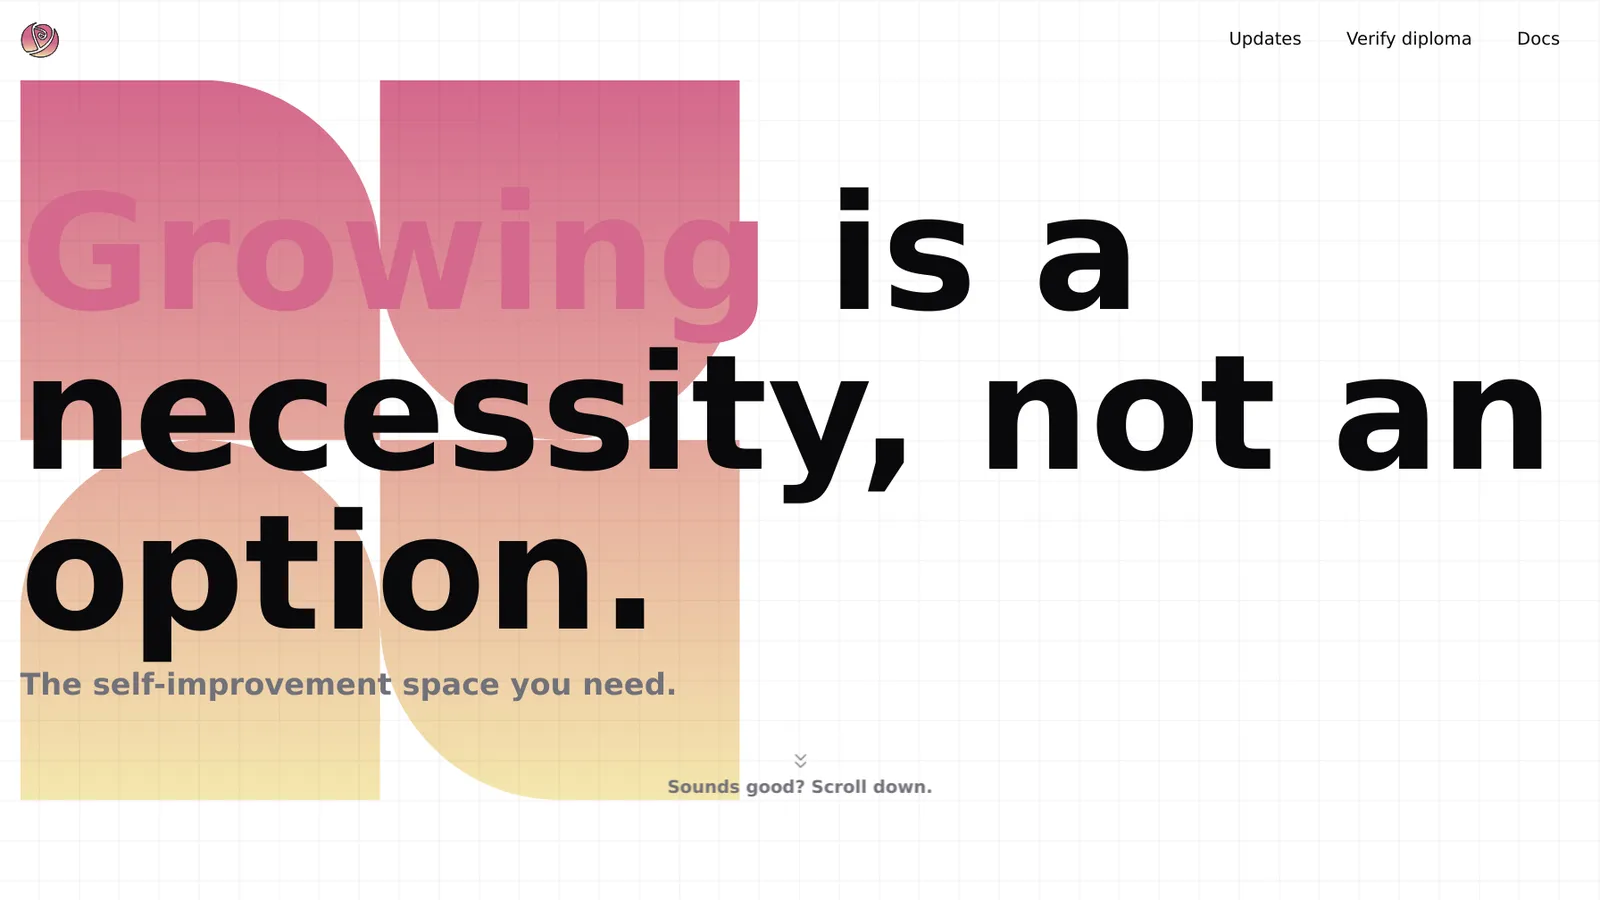 Updates Verify diploma Docs
Growing is a
necessity, not an
option.
The self-improvement space you need.
Sounds good? Scroll down.